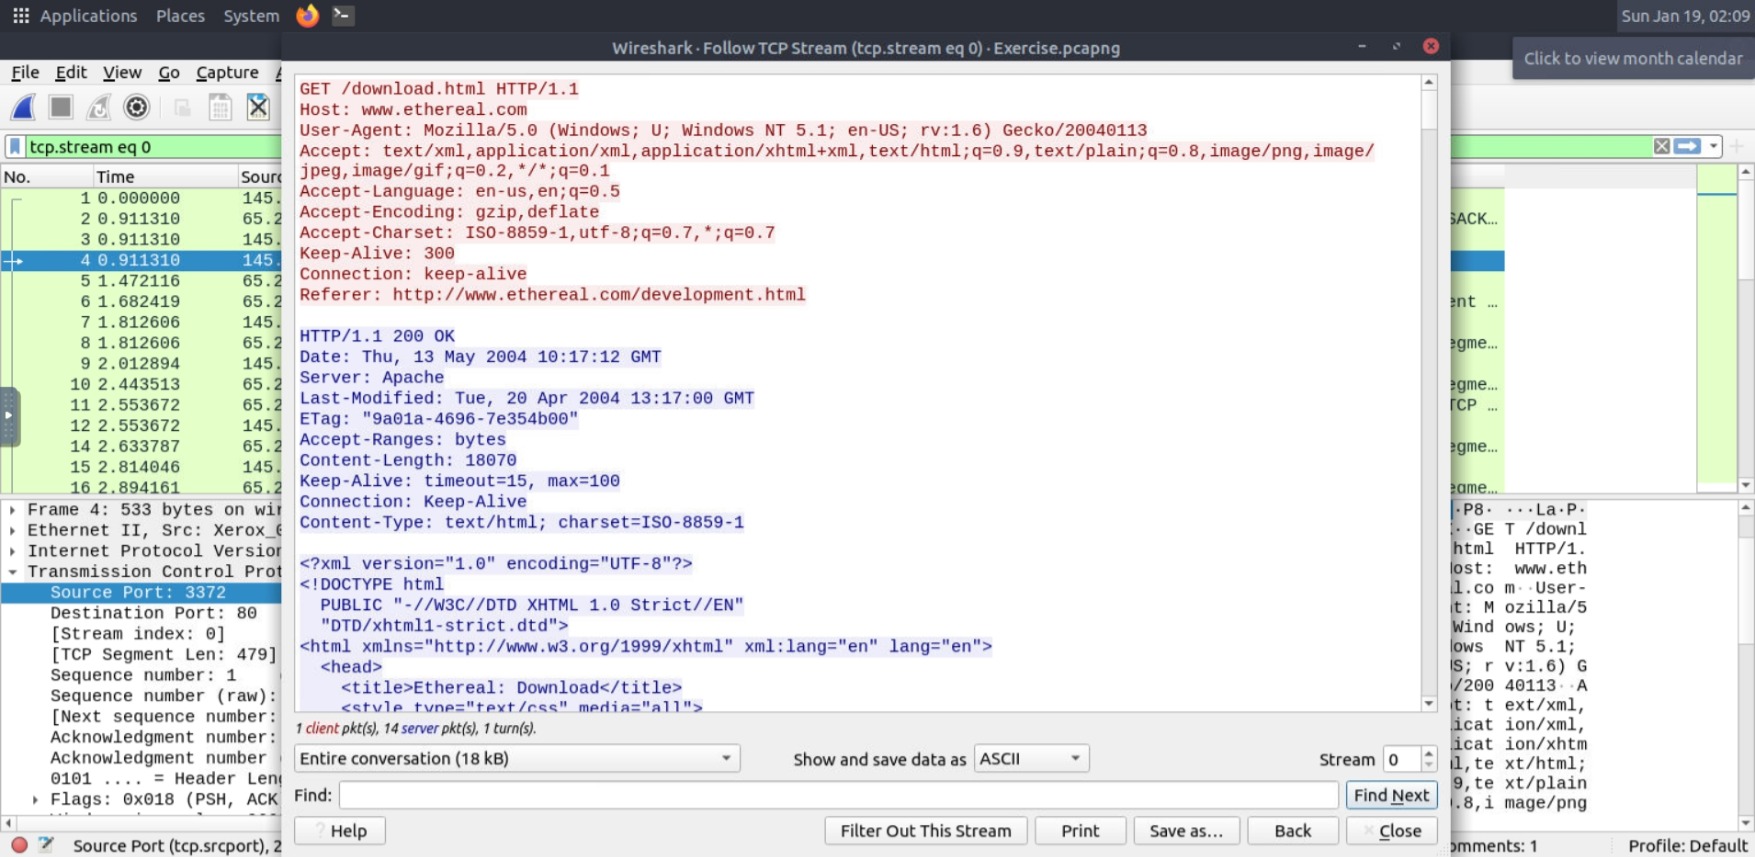 Applications Places System
Sun Jan 19, 02:09
Wireshark · Follow TCP Stream (tcp.stream eq 0) · Exercise.pcapng
Click to view month calendar
File Edit View Go Capture
tcp.stream eq 0
No. Time Sourc
1 0.000000 145.
2 0.911310 65.2
3 0.911310 145.
4 0.911310 145.
5 1.472116 65.2
6 1.682419 65.2
7 1.812606 145.
8 1.812606 65.2
9 2.012894 145.
10 2.443513 65.2
11 2.553672 65.2
12 2.553672 145.
14 2.633787 65.2
15 2.814046 145.
16 2.894161 65.2
Frame 4: 533 bytes on wir
Ethernet II, Src: Xerox_0
Internet Protocol Version
Transmission Control Prot
Source Port: 3372
Destination Port: 80
[Stream index: 0]
[TCP Segment Len: 479]
Sequence number: 1
Sequence number (raw):
[Next sequence number:
Acknowledgment number:
Acknowledgment number
0101 .... = Header Leng
Flags: 0x018 (PSH, ACK
Source Port (tcp.srcport), 2
GET /download.html HTTP/1.1
Host: www.ethereal.com
User-Agent: Mozilla/5.0 (Windows; U; Windows NT 5.1; en-US; rv:1.6) Gecko/20040113
Accept: text/xml,application/xml,application/xhtml+xml,text/html;q=0.9,text/plain;q=0.8,image/png,image/
jpeg,image/gif;q=0.2,*/*;q=0.1
Accept-Language: en-us,en;q=0.5
Accept-Encoding: gzip,deflate
Accept-Charset: ISO-8859-1,utf-8;q=0.7,*;q=0.7
Keep-Alive: 300
Connection: keep-alive
Referer: http://www.ethereal.com/development.html
HTTP/1.1 200 OK
Date: Thu, 13 May 2004 10:17:12 GMT
Server: Apache
Last-Modified: Tue, 20 Apr 2004 13:17:00 GMT
ETag: "9a01a-4696-7e354b00"
Accept-Ranges: bytes
Content-Length: 18070
Keep-Alive: timeout=15, max=100
Connection: Keep-Alive
Content-Type: text/html; charset=ISO-8859-1
<?xml version="1.0" encoding="UTF-8"?>
<!DOCTYPE html
PUBLIC "-//W3C//DTD XHTML 1.0 Strict//EN"
"DTD/xhtml1-strict.dtd">
<html xmlns="http://www.w3.org/1999/xhtml" xml:lang="en" lang="en">
<head>
<title>Ethereal: Download</title>
<style type="text/css" media="all">
1 client pkt(s), 14 server pkt(s), 1 turn(s).
Entire conversation (18 kB) Show and save data as ASCII Stream 0
Find: Find Next
Help Filter Out This Stream Print Save as… Back Close
SACK…
ent …
egme…
egme…
TCP …
egme…
egme…
·P8· ···La·P·
··GE T /downl
html HTTP/1.
ost: www.eth
l.co m··User-
t: M ozilla/5
Wind ows; U;
ows NT 5.1;
S; r v:1.6) G
/200 40113··A
t: t ext/xml,
icat ion/xml,
icat ion/xhtm
l,te xt/html;
9,te xt/plain
.8,i mage/png
omments: 1 Profile: Default